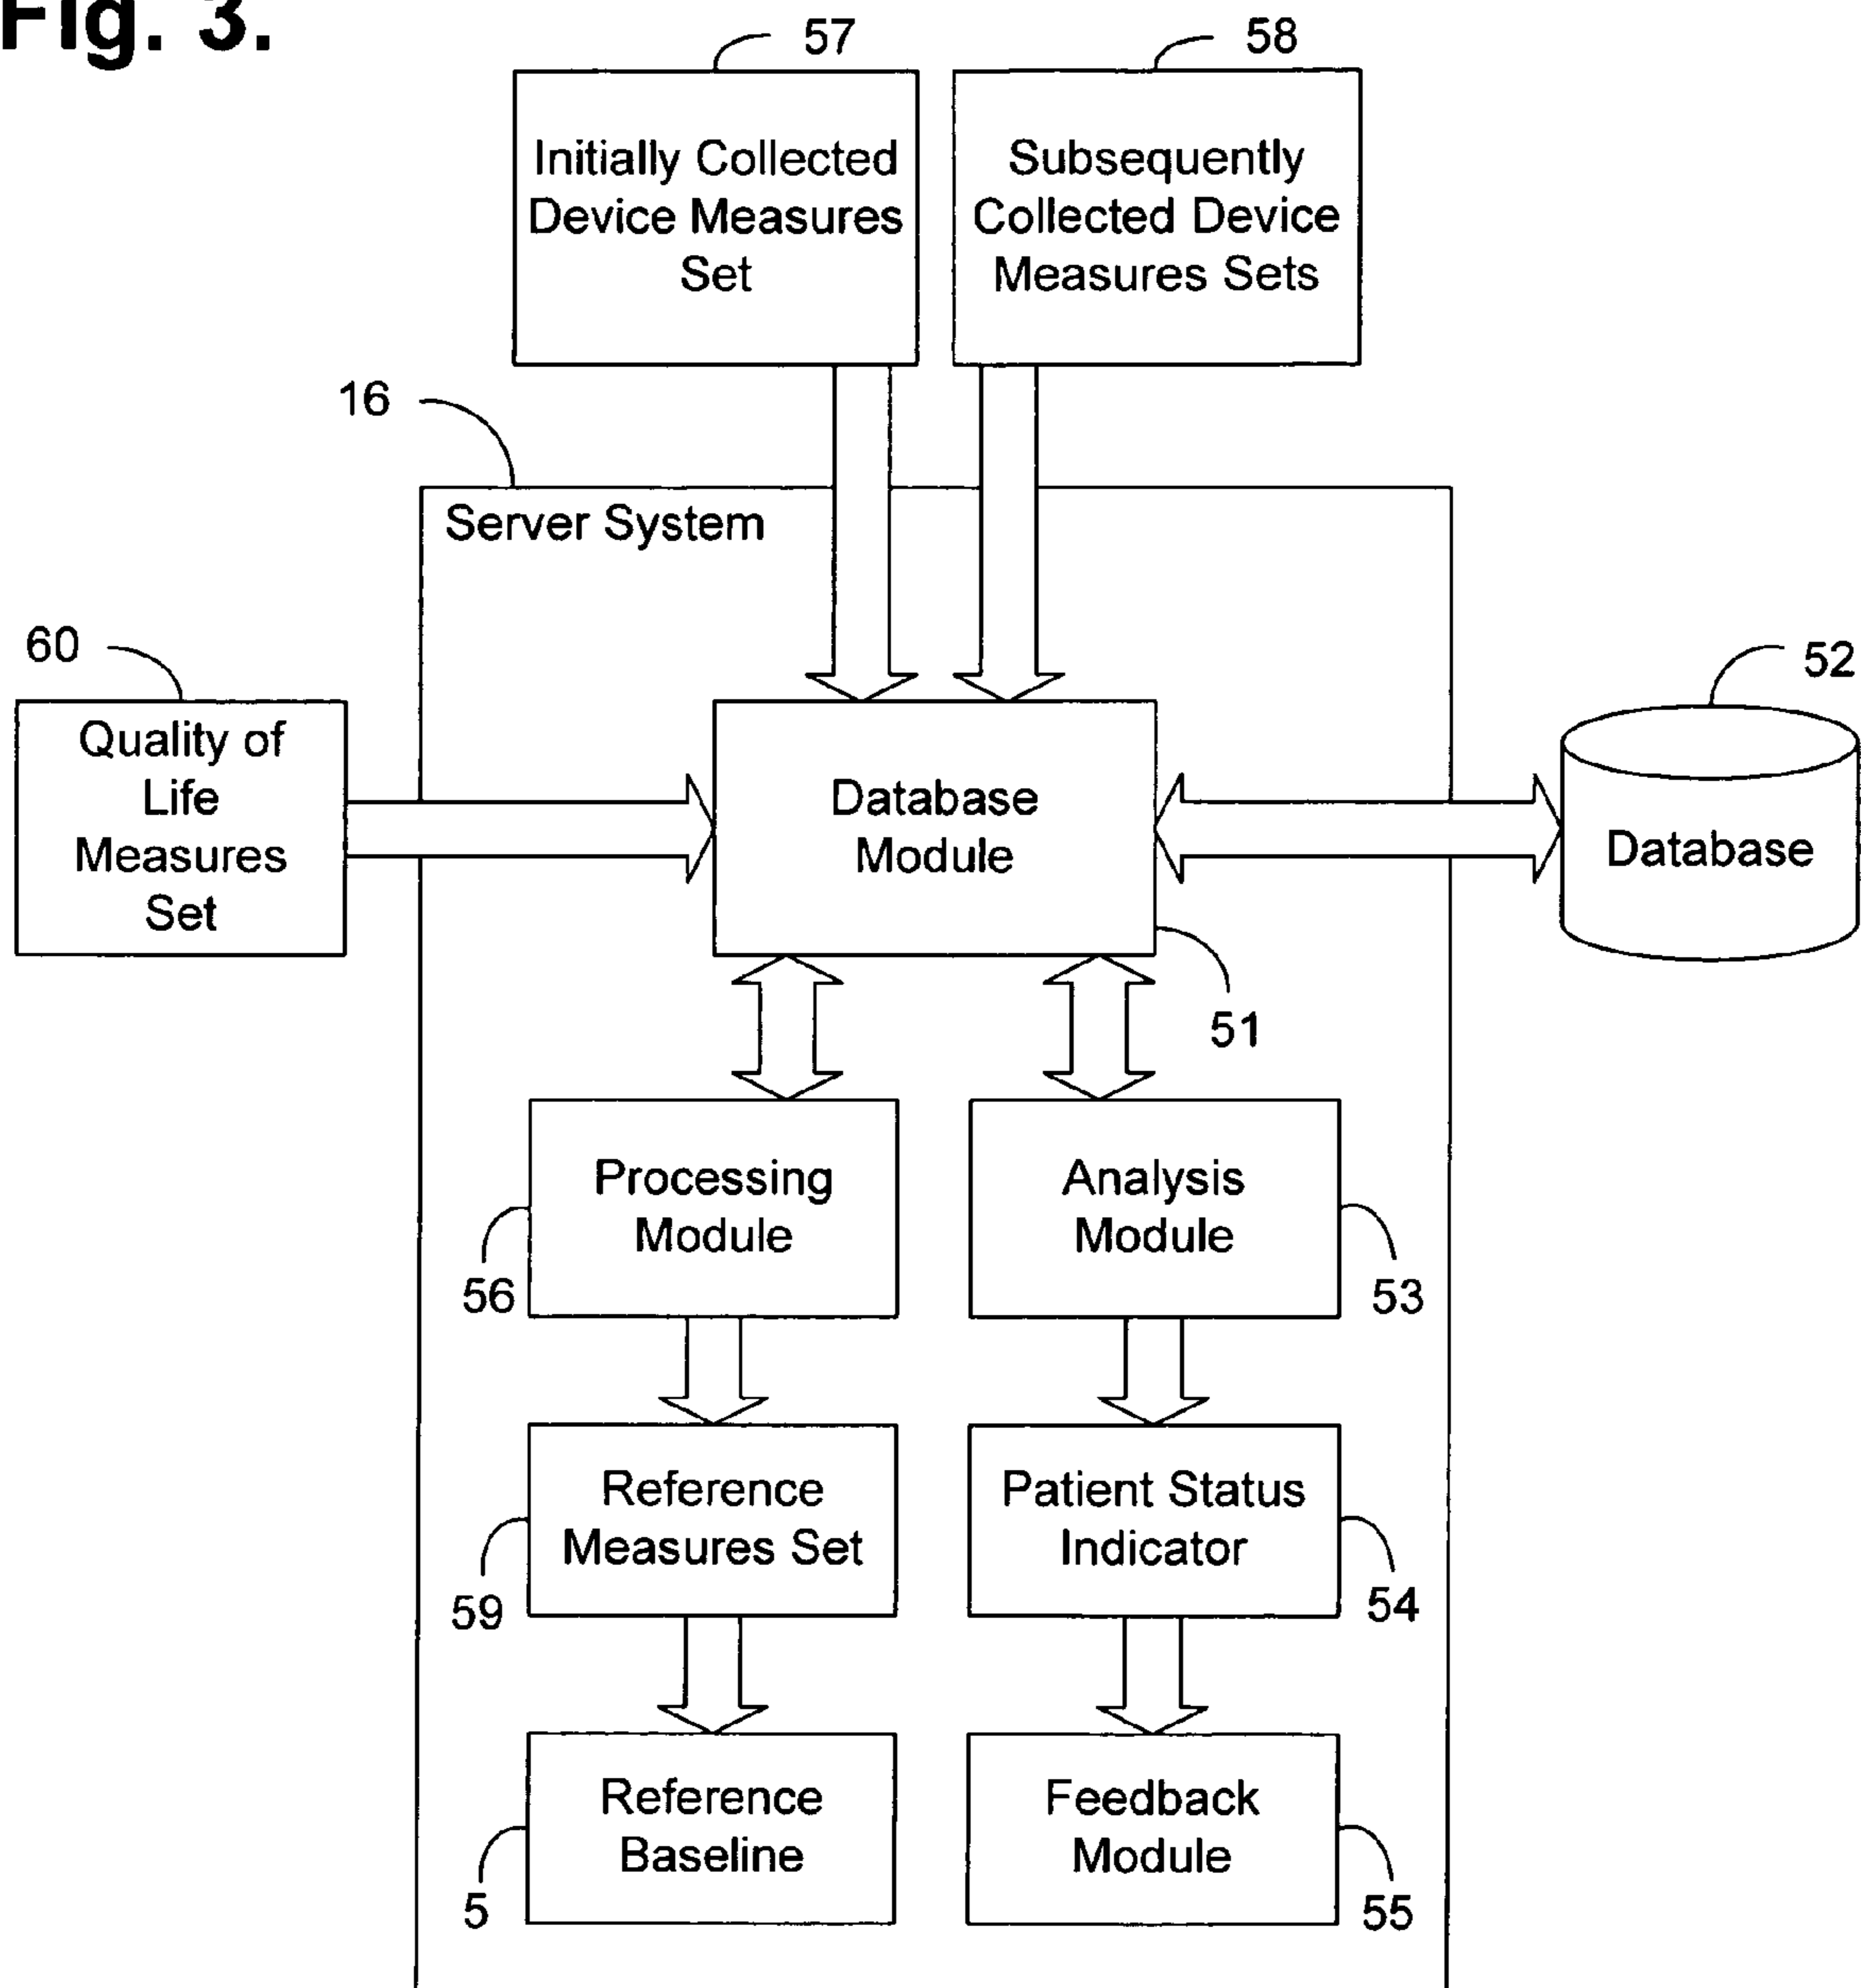 Fig. 3.
57
58
Initially Collected
Device Measures
Set
Subsequently
Collected Device
Measures Sets
16
Server System
60
52
Quality of
Life
Measures
Set
Database
Module
Database
51
Processing
Module
Analysis
Module
56
53
Reference
Measures Set
Patient Status
Indicator
59
54
Reference
Baseline
Feedback
Module
5
55